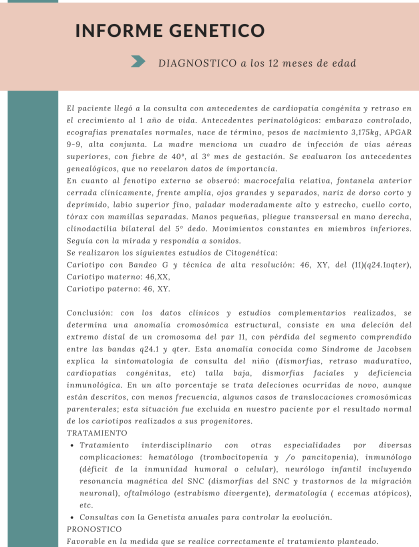 INFORME GENETICO
DIAGNOSTICO a los 12 meses de edad
El paciente llegó a la consulta con antecedentes de cardiopatía congénita y retraso en
el crecimiento al 1 año de vida. Antecedentes perinatológicos: embarazo controlado,
ecografías prenatales normales, nace de término, pesos de nacimiento 3,175kg, APGAR
9-9, alta conjunta. La madre menciona un cuadro de infección de vías aéreas
superiores, con fiebre de 40º, al 3º mes de gestación. Se evaluaron los antecedentes
genealógicos, que no revelaron datos de importancia.
En cuanto al fenotipo externo se observó: macrocefalia relativa, fontanela anterior
cerrada clínicamente, frente amplia, ojos grandes y separados, nariz de dorso corto y
deprimido, labio superior fino, paladar moderadamente alto y estrecho, cuello corto,
tórax con mamillas separadas. Manos pequeñas, pliegue transversal en mano derecha,
clinodactilia bilateral del 5º dedo. Movimientos constantes en miembros inferiores.
Seguía con la mirada y respondía a sonidos.
Se realizaron los siguientes estudios de Citogenética:
Cariotipo con Bandeo G y técnica de alta resolución: 46, XY, del (11)(q24.1oqter),
Cariotipo materno: 46,XX,
Cariotipo paterno: 46, XY.
Conclusión: con los datos clínicos y estudios complementarios realizados, se
determina una anomalía cromosómica estructural, consiste en una deleción del
extremo distal de un cromosoma del par 11, con pérdida del segmento comprendido
entre las bandas q24.1 y qter. Esta anomalía conocida como Síndrome de Jacobsen
explica la sintomatología de consulta del niño (dismorfias, retraso madurativo,
cardiopatías congénitas, etc) talla baja, dismorfias faciales y deficiencia
inmunológica. En un alto porcentaje se trata deleciones ocurridas de novo, aunque
están descritos, con menos frecuencia, algunos casos de translocaciones cromosómicas
parenterales; esta situación fue excluida en nuestro paciente por el resultado normal
de los cariotipos realizados a sus progenitores.
TRATAMIENTO
• Tratamiento interdisciplinario con otras especialidades por diversas
complicaciones: hematólogo (trombocitopenia y /o pancitopenia), inmunólogo
(déficit de la inmunidad humoral o celular), neurólogo infantil incluyendo
resonancia magnética del SNC (dismorfias del SNC y trastornos de la migración
neuronal), oftalmólogo (estrabismo divergente), dermatología ( eccemas atópicos),
etc.
• Consultas con la Genetista anuales para controlar la evolución.
PRONOSTICO
Favorable en la medida que se realice correctamente el tratamiento planteado.